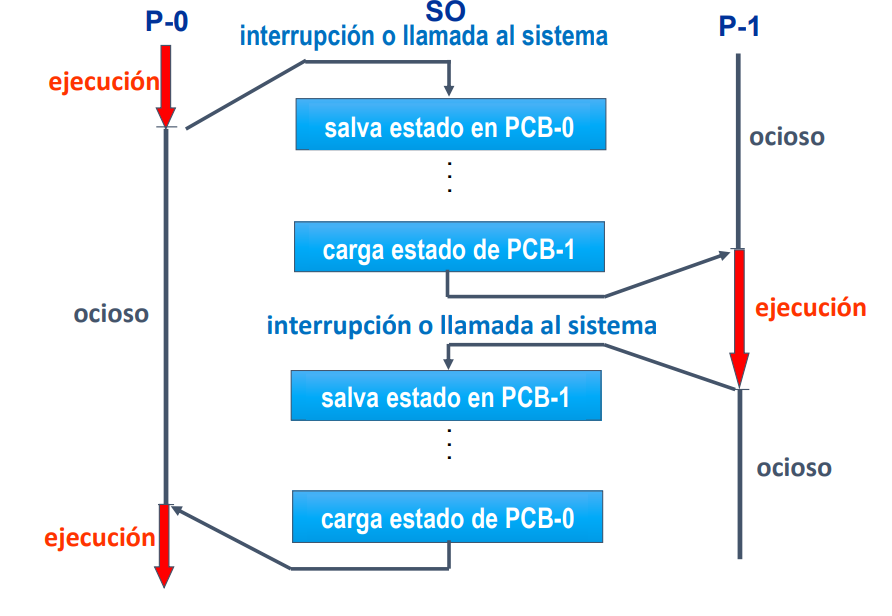 P-0
SO
P-1
interrupción o llamada al sistema
ejecución
salva estado en PCB-0
ocioso
⋮
carga estado de PCB-1
ocioso
ejecución
interrupción o llamada al sistema
salva estado en PCB-1
⋮
ocioso
carga estado de PCB-0
ejecución